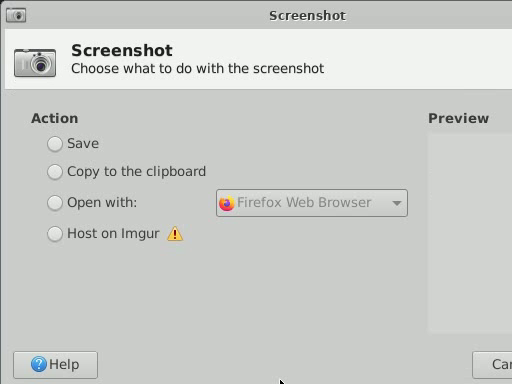 Screenshot
Screenshot
Choose what to do with the screenshot
Action
Preview
Save
Copy to the clipboard
Open with:
Firefox Web Browser
Host on Imgur
Help